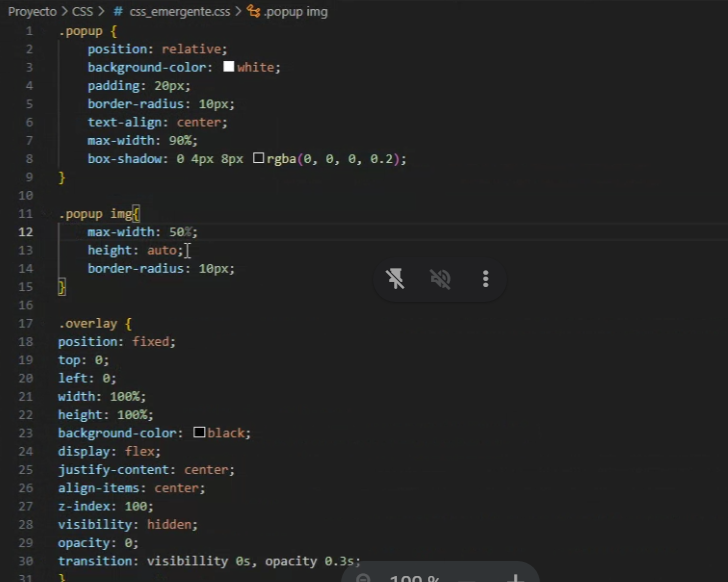 Proyecto > CSS > # css_emergente.css > .popup img
1 .popup {
2 position: relative;
3 background-color: white;
4 padding: 20px;
5 border-radius: 10px;
6 text-align: center;
7 max-width: 90%;
8 box-shadow: 0 4px 8px rgba(0, 0, 0, 0.2);
9 }
10
11 .popup img{
12 max-width: 50%;
13 height: auto;
14 border-radius: 10px;
15 }
16
17 .overlay {
18 position: fixed;
19 top: 0;
20 left: 0;
21 width: 100%;
22 height: 100%;
23 background-color: black;
24 display: flex;
25 justify-content: center;
26 align-items: center;
27 z-index: 100;
28 visibility: hidden;
29 opacity: 0;
30 transition: visibillity 0s, opacity 0.3s;
31 }
100 %